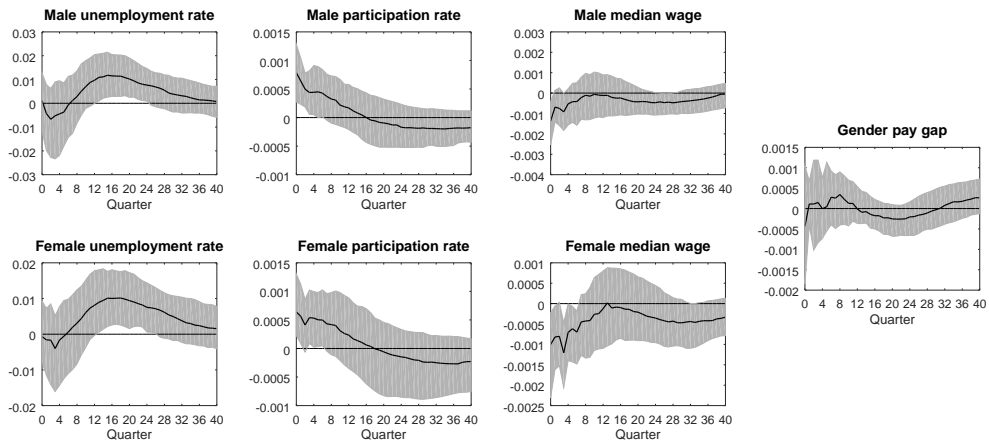 Male unemployment rate
0.03
0.02
0.01
0
-0.01
-0.02
-0.03
0 4 8 12 16 20 24 28 32 36 40
Quarter
Male participation rate
0.0015
0.001
0.0005
0
-0.0005
-0.001
0 4 8 12 16 20 24 28 32 36 40
Quarter
Male median wage
0.003
0.002
0.001
0
-0.001
-0.002
-0.003
-0.004
0 4 8 12 16 20 24 28 32 36 40
Quarter
Gender pay gap
0.0015
0.001
0.0005
0
-0.0005
-0.001
-0.0015
-0.002
0 4 8 12 16 20 24 28 32 36 40
Quarter
Female unemployment rate
0.02
0.01
0
-0.01
-0.02
0 4 8 12 16 20 24 28 32 36 40
Quarter
Female participation rate
0.0015
0.001
0.0005
0
-0.0005
-0.001
0 4 8 12 16 20 24 28 32 36 40
Quarter
Female median wage
0.001
0.0005
0
-0.0005
-0.001
-0.0015
-0.002
-0.0025
0 4 8 12 16 20 24 28 32 36 40
Quarter